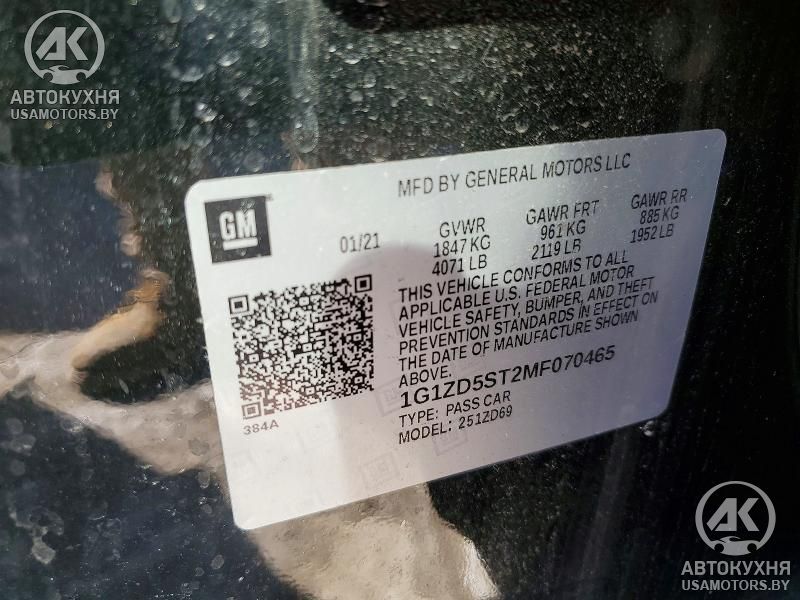 AK
АВТОКУХНЯ
USAMOTORS.BY
MFD BY GENERAL MOTORS LLC
GM
01/21
GVWR
1847 KG
4071 LB
GAWR FRT
961 KG
2119 LB
GAWR RR
885 KG
1952 LB
THIS VEHICLE CONFORMS TO ALL
APPLICABLE U.S. FEDERAL MOTOR
VEHICLE SAFETY, BUMPER, AND THEFT
PREVENTION STANDARDS IN EFFECT ON
THE DATE OF MANUFACTURE SHOWN
ABOVE.
1G1ZD5ST2MF070465
TYPE: PASS CAR
MODEL: 251ZD69
384A
AK
АВТОКУХНЯ
USAMOTORS.BY